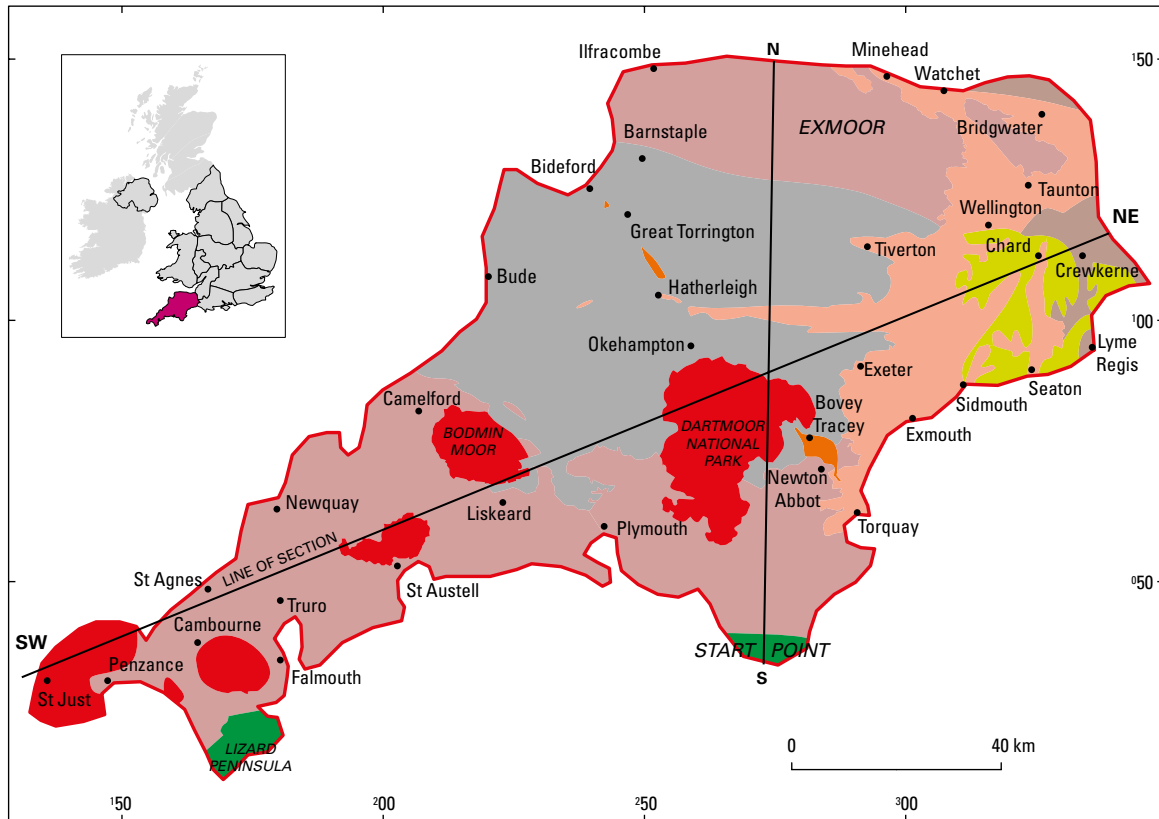 Ilfracombe
N
Minehead
Watchet
¹50
EXMOOR
Bridgwater
Barnstaple
Bideford
Taunton
Wellington
NE
Great Torrington
Tiverton
Chard
Crewkerne
Bude
Hatherleigh
100
Okehampton
Lyme
Regis
Exeter
Seaton
Sidmouth
Camelford
Bovey
Tracey
Exmouth
BODMIN
MOOR
DARTMOOR
NATIONAL
PARK
Newton
Abbot
Newquay
Liskeard
Plymouth
Torquay
LINE OF SECTION
St Agnes
⁰50
St Austell
Truro
Cambourne
SW
START POINT
Penzance
Falmouth
S
St Just
LIZARD
PENINSULA
0
40 km
¹50
²00
²50
³00